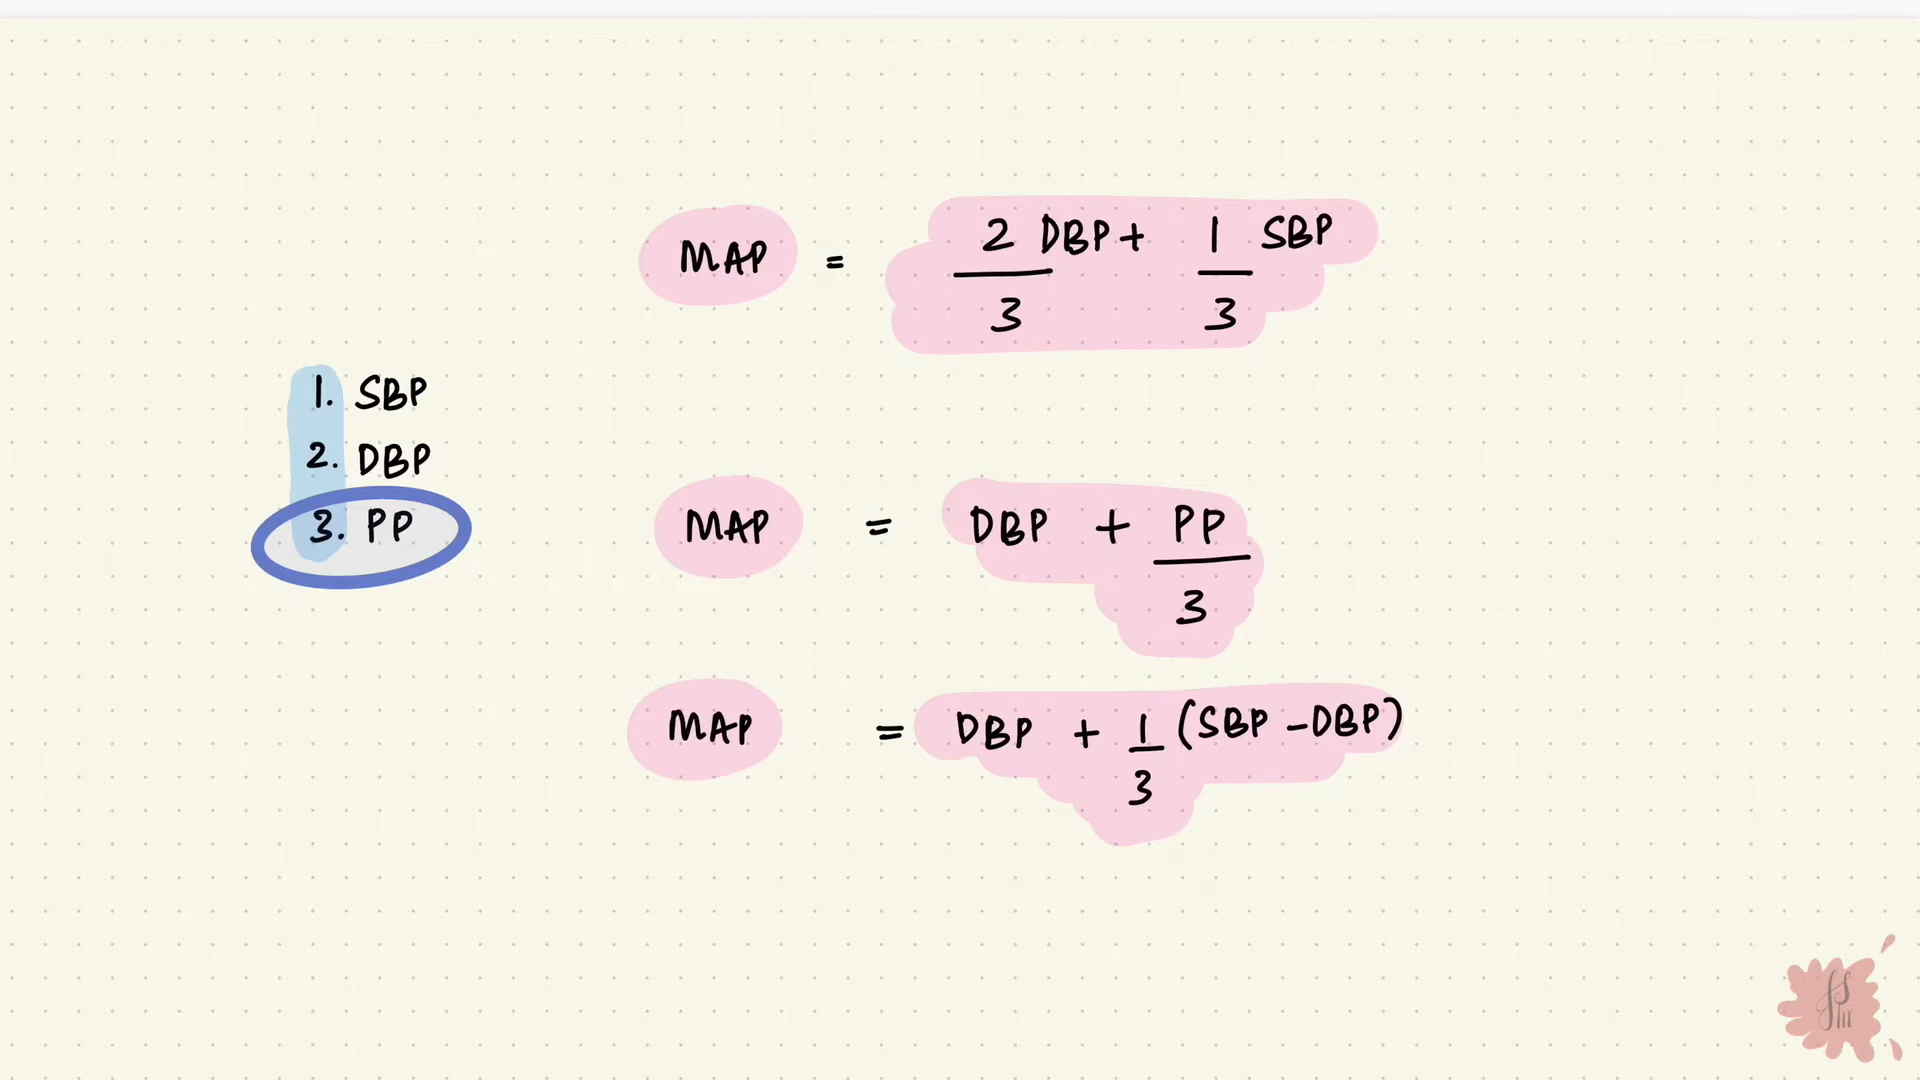 MAP = 2/3 DBP + 1/3 SBP
1. SBP
2. DBP
3. PP
MAP = DBP + PP/3
MAP = DBP + 1/3 (SBP - DBP)